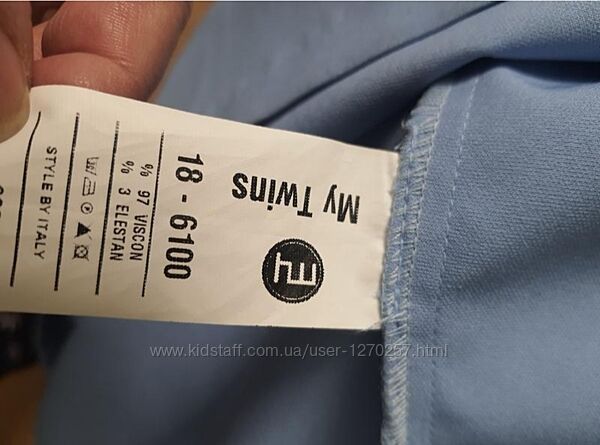 My Twins
18 - 6100
% 97 VISCON
% 3 ELESTAN
STYLE BY ITALY
www.kidstaff.com.ua/user-1270257.html